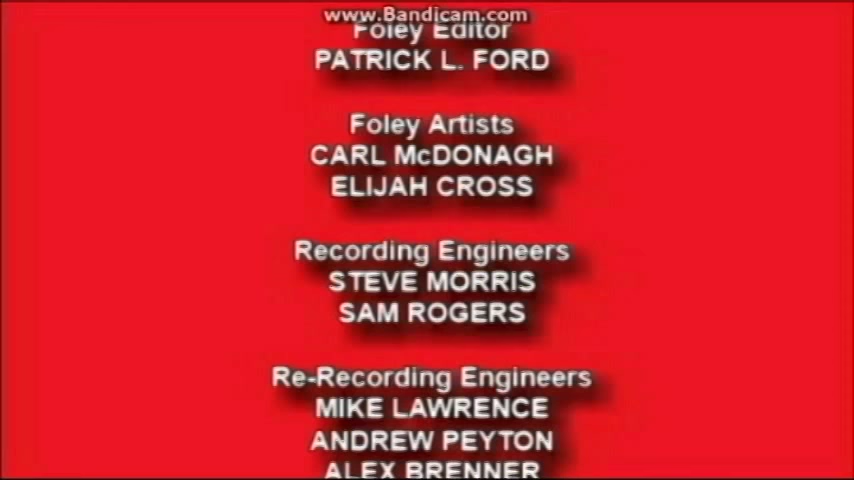 www.Bandicam.com
Foley Editor
PATRICK L. FORD
Foley Artists
CARL McDONAGH
ELIJAH CROSS
Recording Engineers
STEVE MORRIS
SAM ROGERS
Re-Recording Engineers
MIKE LAWRENCE
ANDREW PEYTON
ALEX BRENNER